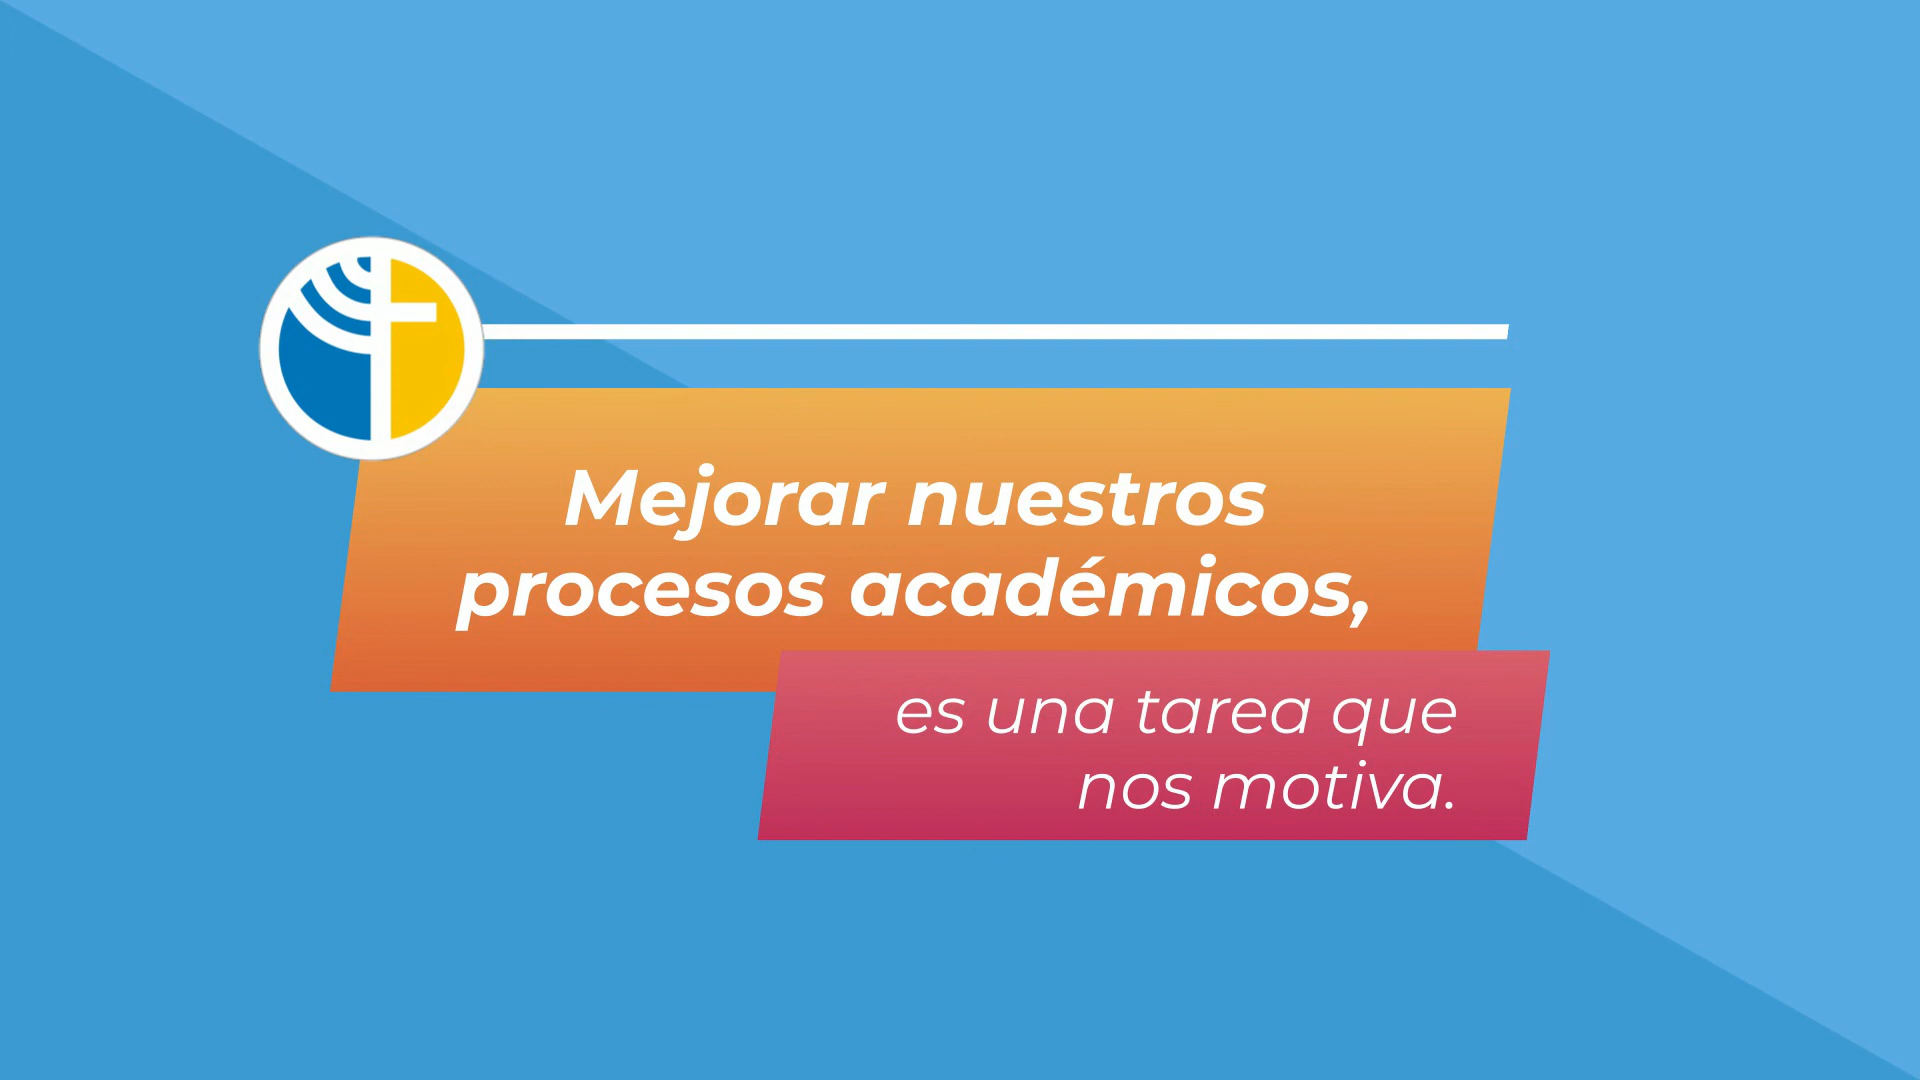 Mejorar nuestros
procesos académicos,
es una tarea que
nos motiva.